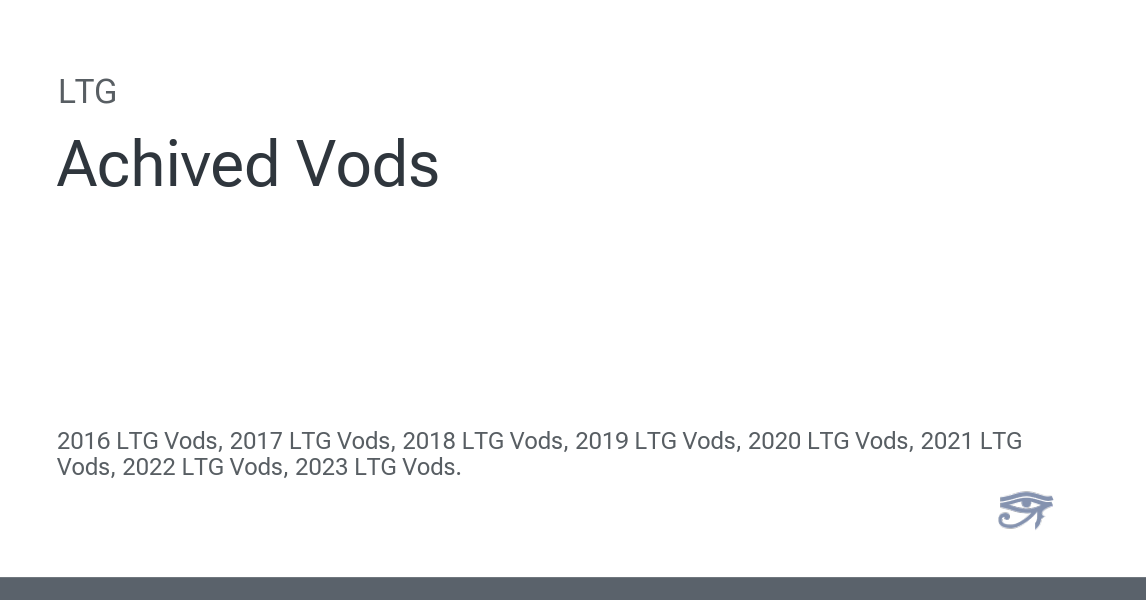 LTG
Achived Vods
2016 LTG Vods, 2017 LTG Vods, 2018 LTG Vods, 2019 LTG Vods, 2020 LTG Vods, 2021 LTG
Vods, 2022 LTG Vods, 2023 LTG Vods.